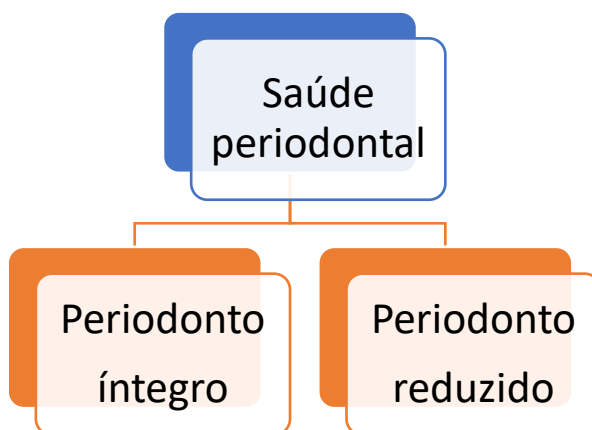 Saúde
periodontal
Periodonto
íntegro
Periodonto
reduzido